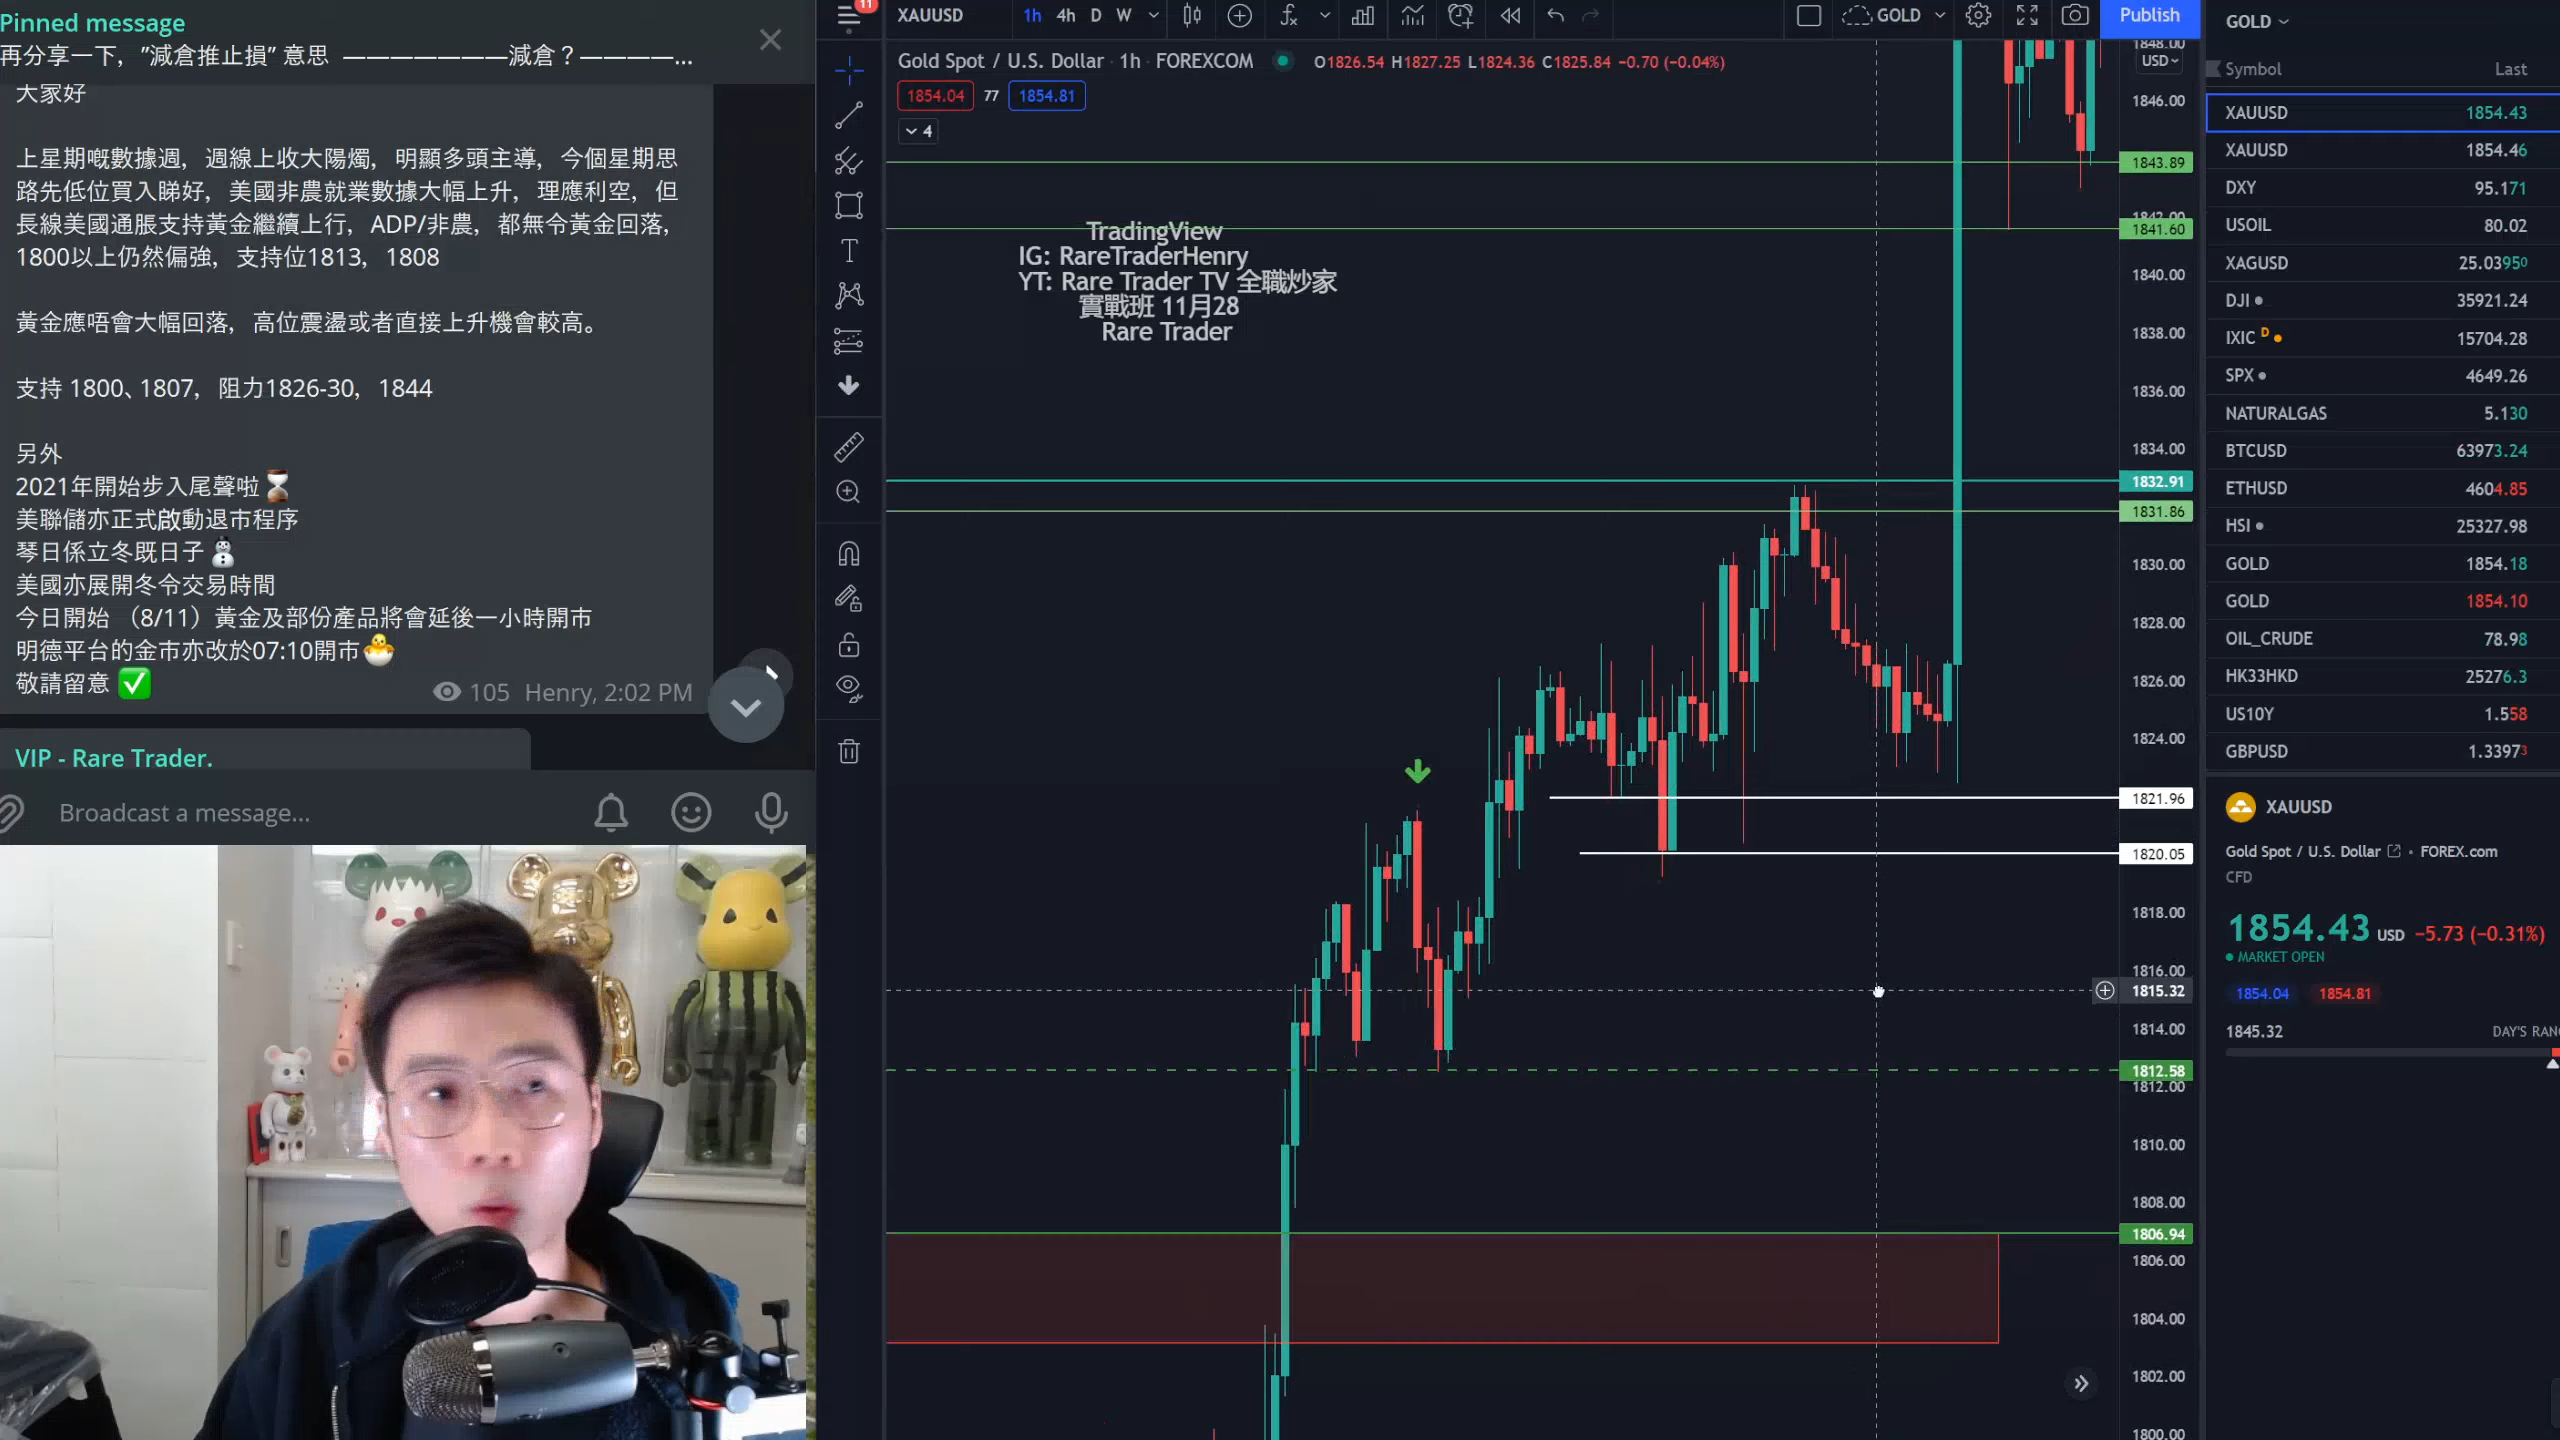 Pinned message
再分享一下，"減倉推止損" 意思 ———————減倉？————...
大家好
上星期嘅數據週，週線上收大陽燭，明顯多頭主導，今個星期思
路先低位買入睇好，美國非農就業數據大幅上升，理應利空，但
長線美國通脹支持黃金繼續上行，ADP/非農，都無令黃金回落，
1800以上仍然偏強，支持位1813，1808
黃金應唔會大幅回落，高位震盪或者直接上升機會較高。
支持 1800、1807，阻力1826-30，1844
另外
2021年開始步入尾聲啦⏳
美聯儲亦正式啟動退市程序
琴日係立冬既日子⛄
美國亦展開冬令交易時間
今日開始 （8/11）黃金及部份產品將會延後一小時開市
明德平台的金市亦改於07:10開市🐣
敬請留意 ✅
105 Henry, 2:02 PM
VIP - Rare Trader.
Broadcast a message...
11
XAUUSD 1h 4h D W
GOLD
Publish
Gold Spot / U.S. Dollar · 1h · FOREXCOM O1826.54 H1827.25 L1824.36 C1825.84 −0.70 (−0.04%)
1854.04 77 1854.81
4
TradingView
IG: RareTraderHenry
YT: Rare Trader TV 全職炒家
實戰班 11月28
Rare Trader
1848.00
USD
1846.00
1843.89
1842.00
1841.60
1840.00
1838.00
1836.00
1834.00
1832.91
1831.86
1830.00
1828.00
1826.00
1824.00
1821.96
1820.05
1818.00
1816.00
1815.32
1814.00
1812.58
1812.00
1810.00
1808.00
1806.94
1806.00
1804.00
1802.00
1800.00
GOLD
Symbol Last
XAUUSD 1854.43
XAUUSD 1854.46
DXY 95.171
USOIL 80.02
XAGUSD 25.03950
DJI 35921.24
IXIC D 15704.28
SPX 4649.26
NATURALGAS 5.130
BTCUSD 63973.24
ETHUSD 4604.85
HSI 25327.98
GOLD 1854.18
GOLD 1854.10
OIL_CRUDE 78.98
HK33HKD 25276.3
US10Y 1.558
GBPUSD 1.33973
XAUUSD
Gold Spot / U.S. Dollar · FOREX.com
CFD
1854.43 USD −5.73 (−0.31%)
MARKET OPEN
1854.04 1854.81
1845.32 DAY'S RAN